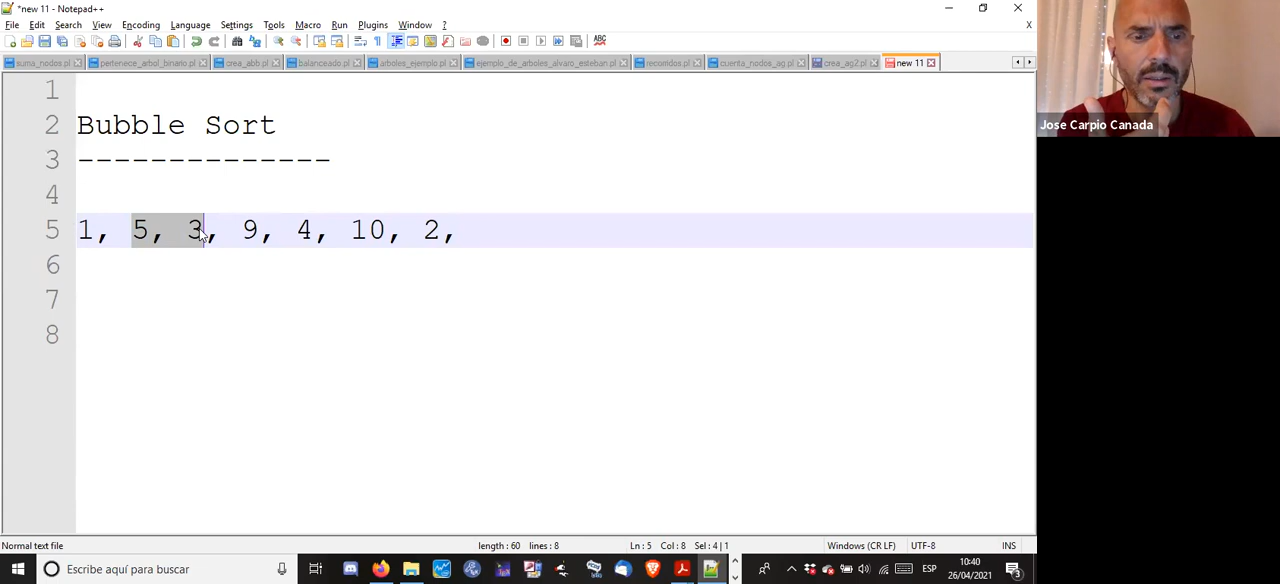 *new 11 - Notepad++
File Edit Search View Encoding Language Settings Tools Macro Run Plugins Window ?
X
suma_nodos.pl pertenece_arbol_binario.pl crea_abb.pl balanceado.pl arboles_ejemplo.pl ejemplo_de_arboles_alvaro_esteban.pl recorridos.pl cuenta_nodos_ag.pl crea_ag2.pl new 11
1
2 Bubble Sort
3 --------------
4
5 1, 5, 3, 9, 4, 10, 2,
6
7
8
Jose Carpio Canada
Normal text file length : 60 lines : 8 Ln : 5 Col : 8 Sel : 4 | 1 Windows (CR LF) UTF-8 INS
Escribe aquí para buscar
ESP
10:40
26/04/2021
3